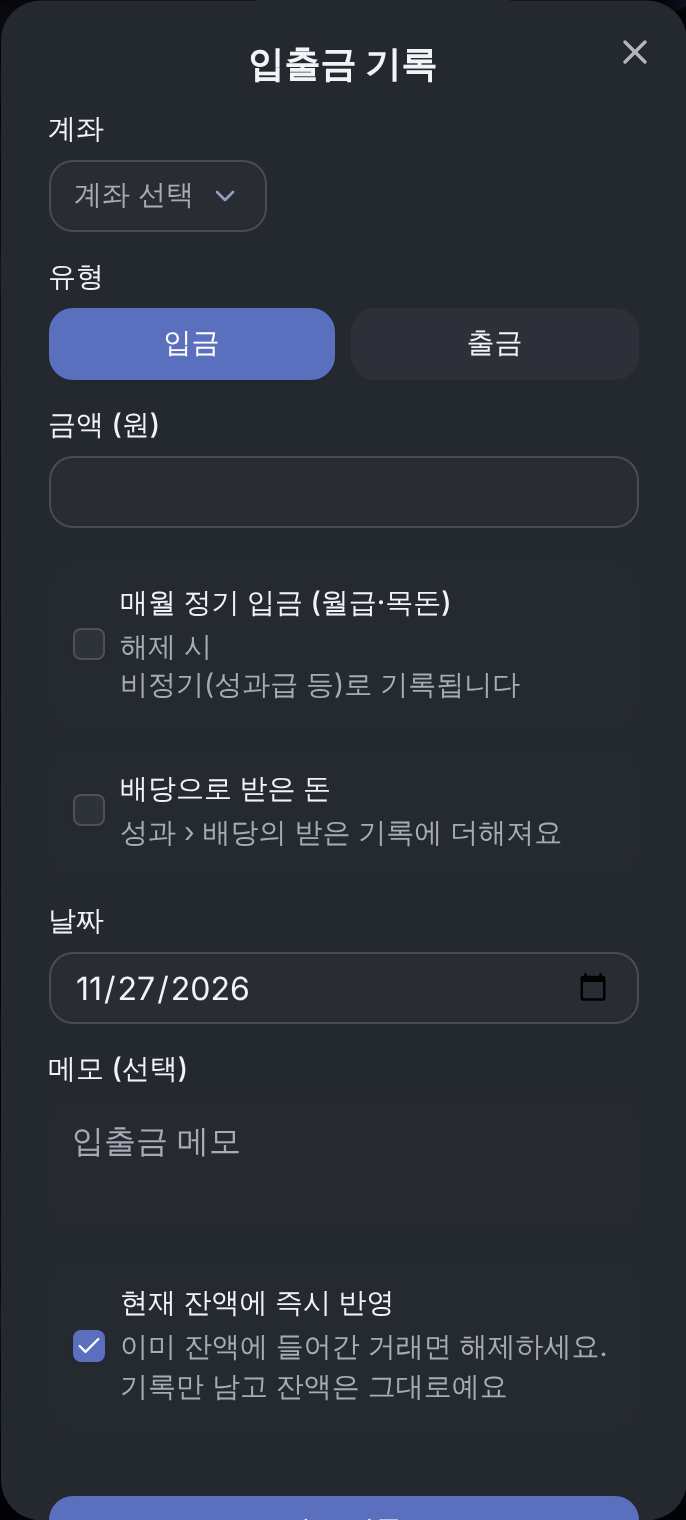 입출금 기록
계좌
계좌 선택
유형
입금
출금
금액 (원)
매월 정기 입금 (월급·목돈)
해제 시
비정기(성과급 등)로 기록됩니다
배당으로 받은 돈
성과 › 배당의 받은 기록에 더해져요
날짜
11/27/2026
메모 (선택)
입출금 메모
현재 잔액에 즉시 반영
이미 잔액에 들어간 거래면 해제하세요.
기록만 남고 잔액은 그대로예요